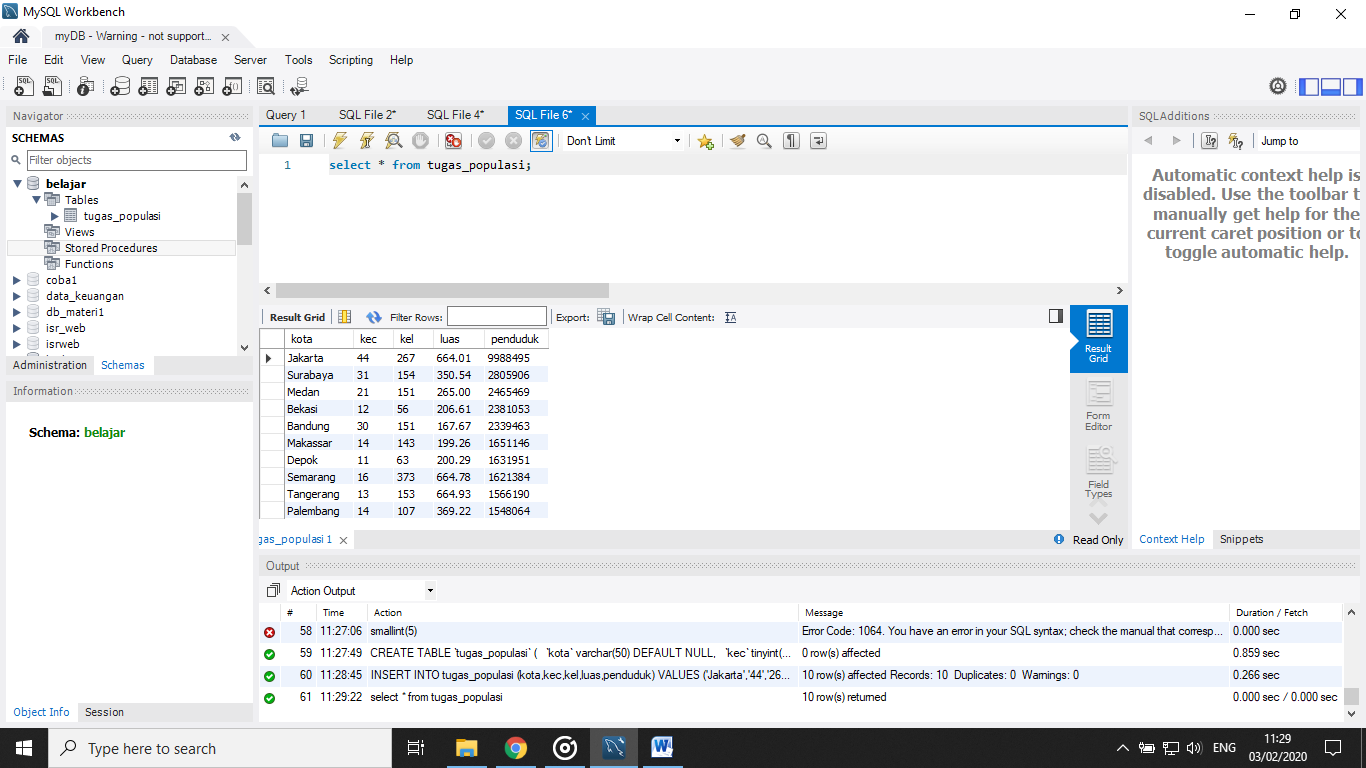 MySQL Workbench
myDB - Warning - not support...
File Edit View Query Database Server Tools Scripting Help
Navigator
SCHEMAS
Filter objects
belajar
Tables
tugas_populasi
Views
Stored Procedures
Functions
coba1
data_keuangan
db_materi1
isr_web
isrweb
Administration Schemas
Information
Schema: belajar
Object Info Session
Query 1 SQL File 2* SQL File 4* SQL File 6*
Don't Limit
1 select * from tugas_populasi;
Result Grid Filter Rows: Export: Wrap Cell Content:
kota kec kel luas penduduk
Jakarta 44 267 664.01 9988495
Surabaya 31 154 350.54 2805906
Medan 21 151 265.00 2465469
Bekasi 12 56 206.61 2381053
Bandung 30 151 167.67 2339463
Makassar 14 143 199.26 1651146
Depok 11 63 200.29 1631951
Semarang 16 373 664.78 1621384
Tangerang 13 153 664.93 1566190
Palembang 14 107 369.22 1548064
Result
Grid
Form
Editor
Field
Types
gas_populasi 1
Read Only
SQLAdditions
Jump to
Automatic context help is
disabled. Use the toolbar t
manually get help for the
current caret position or to
toggle automatic help.
Context Help Snippets
Output
Action Output
# Time Action Message Duration / Fetch
58 11:27:06 smallint(5) Error Code: 1064. You have an error in your SQL syntax; check the manual that corresp... 0.000 sec
59 11:27:49 CREATE TABLE `tugas_populasi` ( `kota` varchar(50) DEFAULT NULL, `kec` tinyint(... 0 row(s) affected 0.859 sec
60 11:28:45 INSERT INTO tugas_populasi (kota,kec,kel,luas,penduduk) VALUES ('Jakarta','44','26... 10 row(s) affected Records: 10 Duplicates: 0 Warnings: 0 0.266 sec
61 11:29:22 select * from tugas_populasi 10 row(s) returned 0.000 sec / 0.000 sec
Type here to search
ENG
11:29
03/02/2020